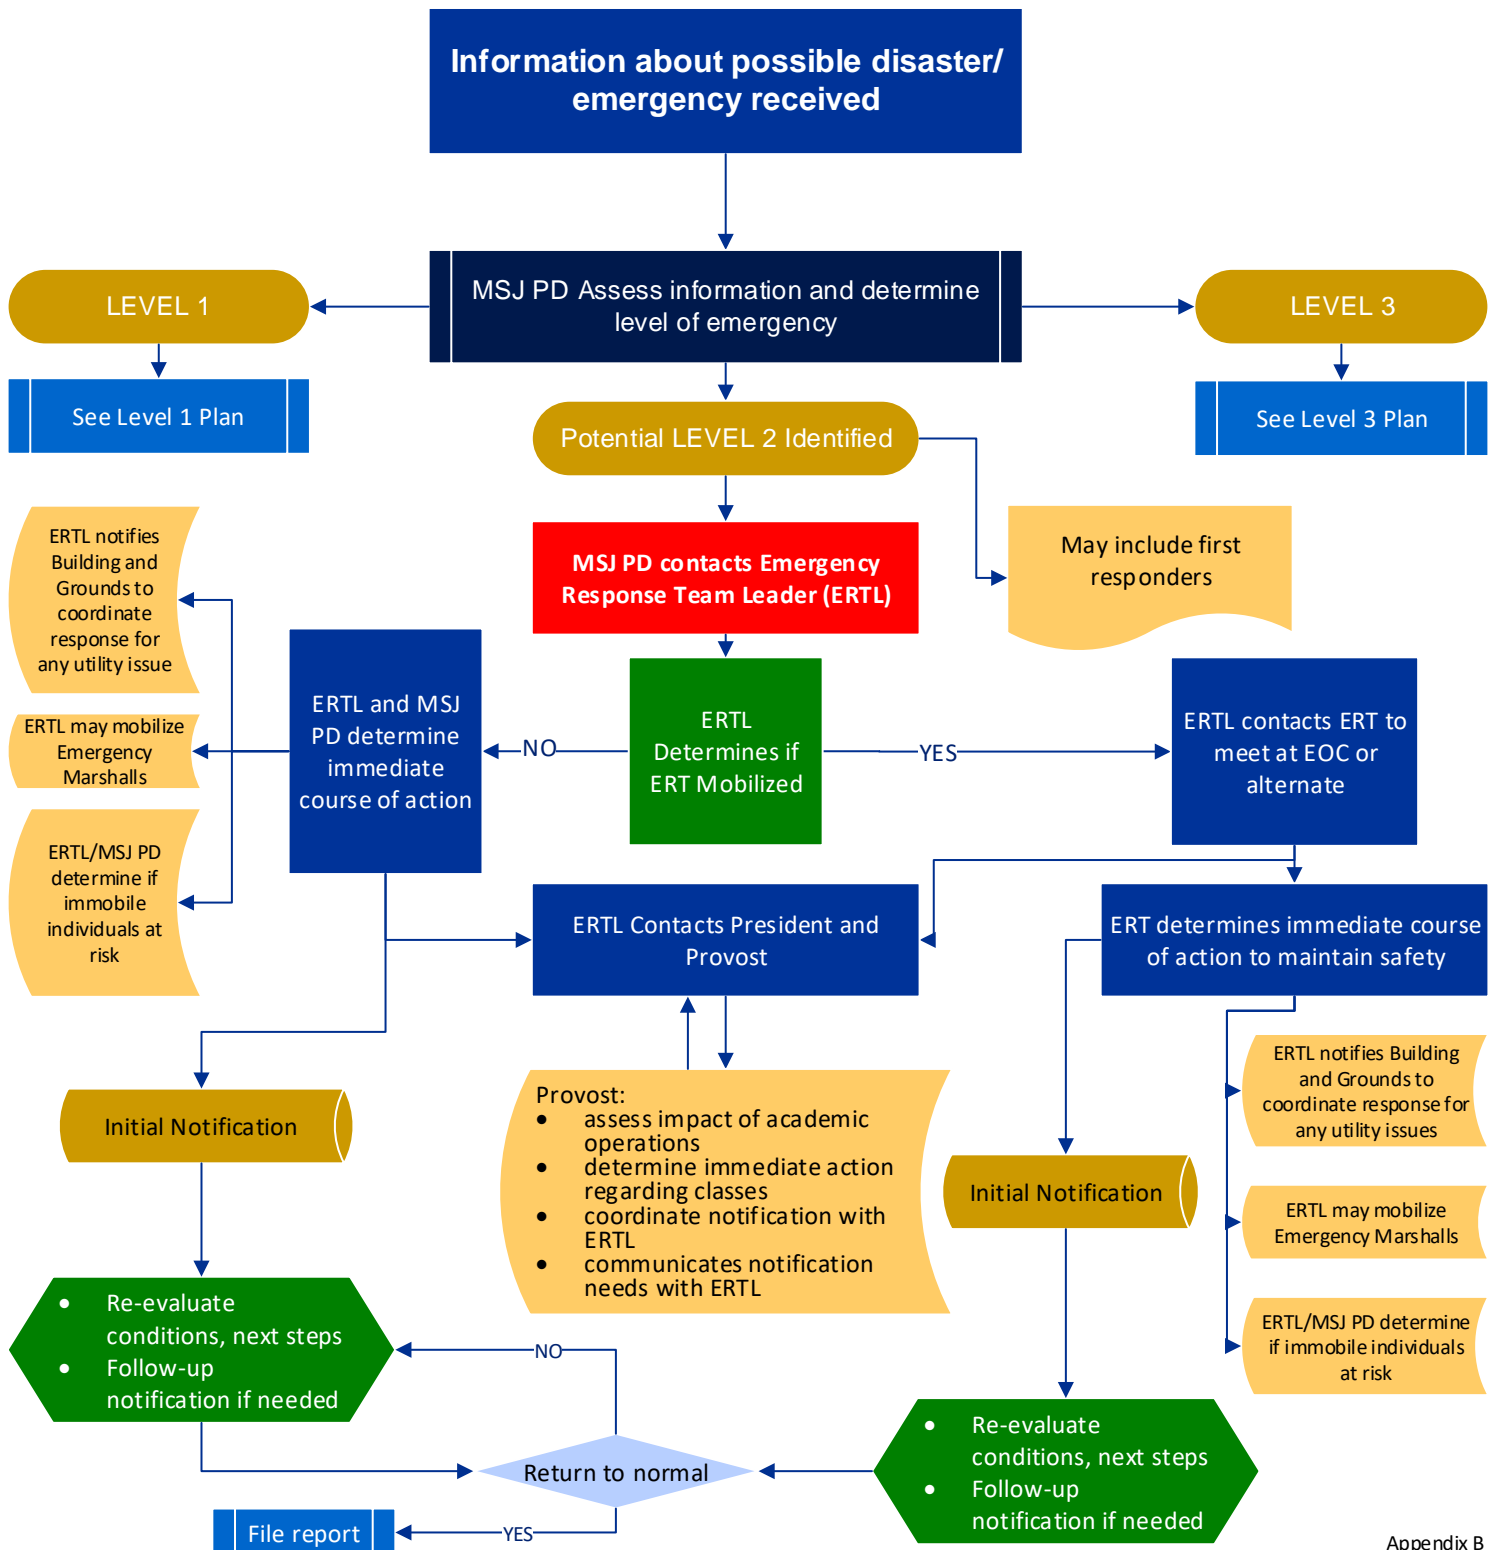 Information about possible disaster/
emergency received
MSJ PD Assess information and determine
level of emergency
LEVEL 1
LEVEL 3
See Level 1 Plan
See Level 3 Plan
Potential LEVEL 2 Identified
May include first
responders
MSJ PD contacts Emergency
Response Team Leader (ERTL)
ERTL notifies
Building and
Grounds to
coordinate
response for
any utility issue
ERTL may mobilize
Emergency
Marshalls
ERTL/MSJ PD
determine if
immobile
individuals at
risk
ERTL and MSJ
PD determine
immediate
course of action
NO
ERTL
Determines if
ERT Mobilized
YES
ERTL contacts ERT to
meet at EOC or
alternate
ERTL Contacts President and
Provost
ERT determines immediate course
of action to maintain safety
Provost:
• assess impact of academic
operations
• determine immediate action
regarding classes
• coordinate notification with
ERTL
• communicates notification
needs with ERTL
ERTL notifies Building
and Grounds to
coordinate response for
any utility issues
ERTL may mobilize
Emergency Marshalls
ERTL/MSJ PD determine
if immobile individuals
at risk
Initial Notification
Initial Notification
• Re-evaluate
conditions, next steps
• Follow-up
notification if needed
NO
Return to normal
• Re-evaluate
conditions, next steps
• Follow-up
notification if needed
YES
File report
Appendix B